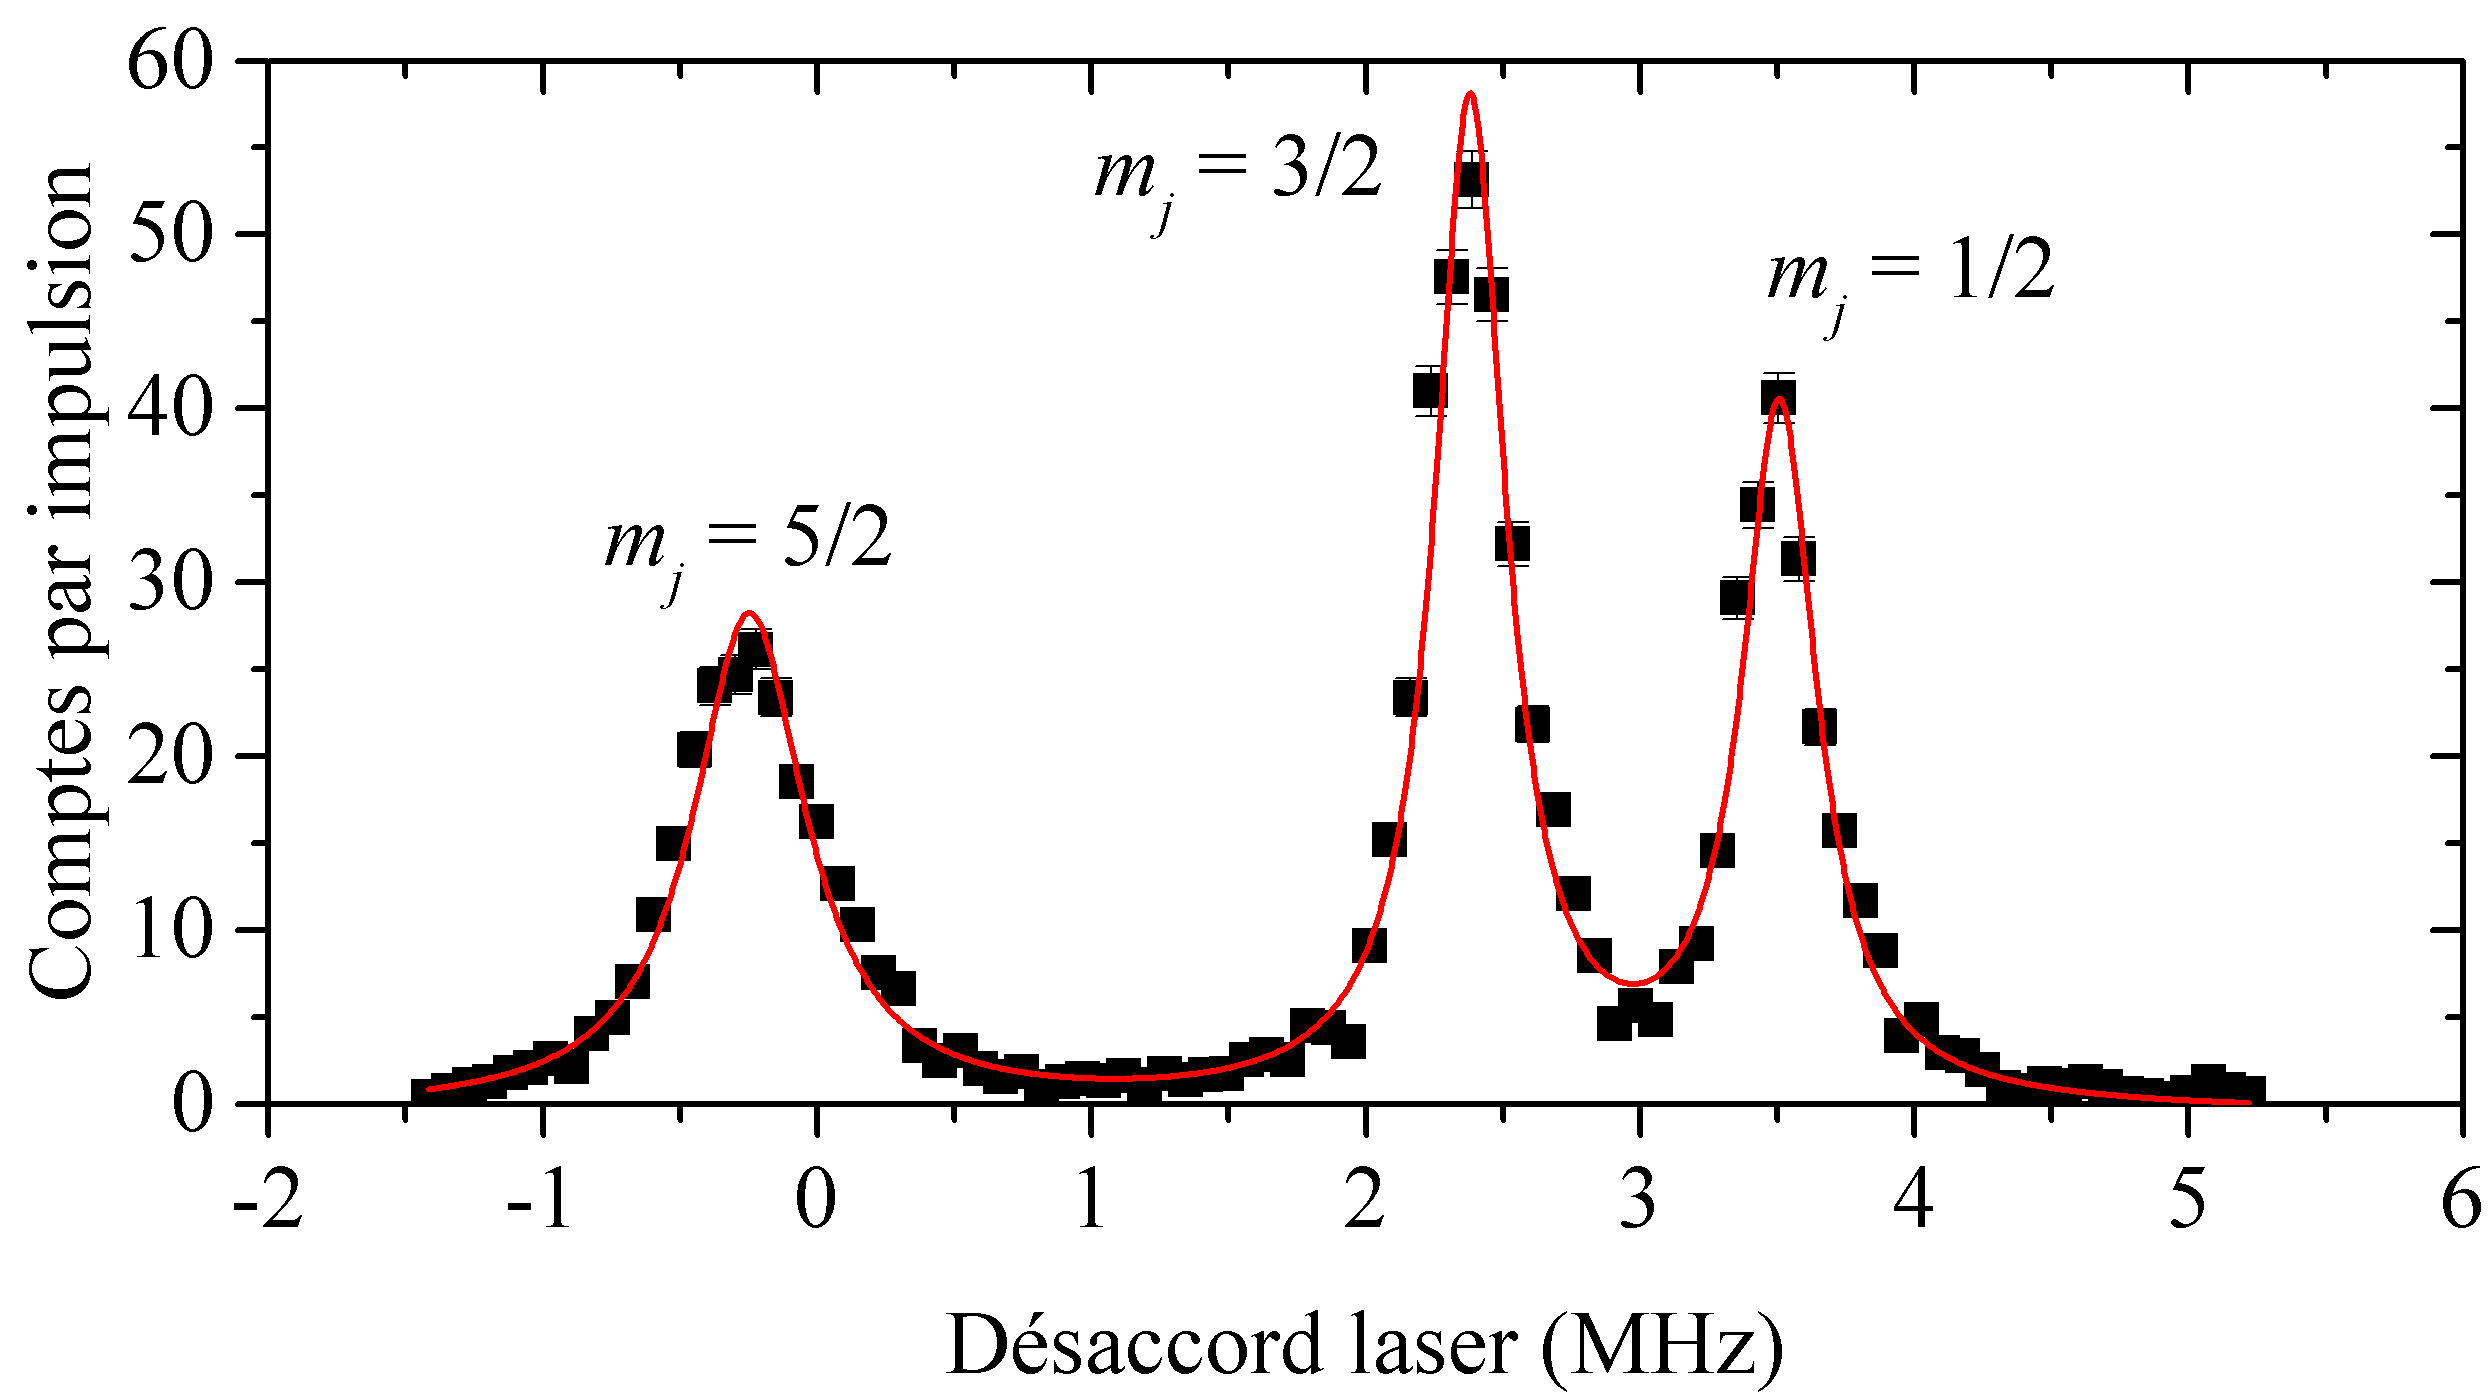 60
50
40
30
20
10
0
Comptes par impulsion
m_j = 5/2
m_j = 3/2
m_j = 1/2
-2 -1 0 1 2 3 4 5 6
Désaccord laser (MHz)